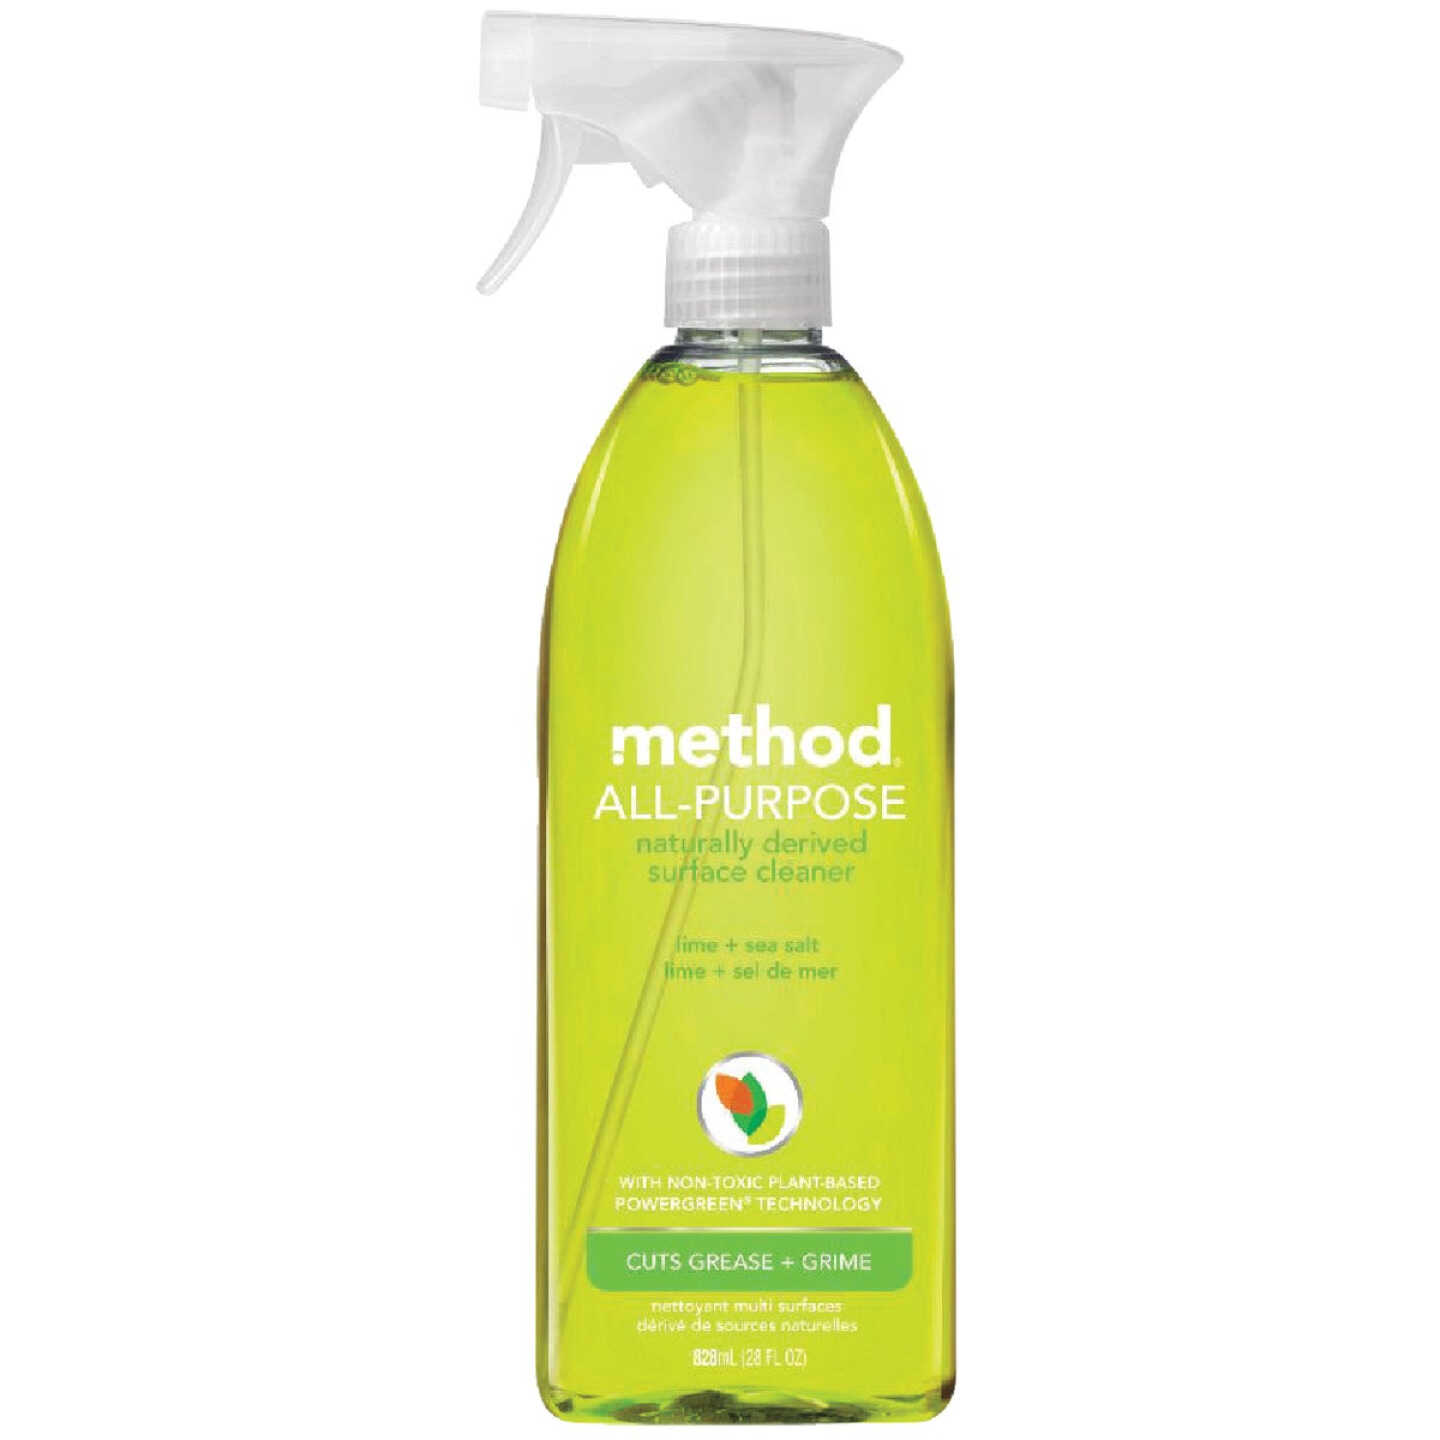 method®
ALL-PURPOSE
naturally derived
surface cleaner
lime + sea salt
lime + sel de mer
WITH NON-TOXIC PLANT-BASED
POWERGREEN® TECHNOLOGY
CUTS GREASE + GRIME
nettoyant multi surfaces
dérivé de sources naturelles
828mL (28 FL OZ)